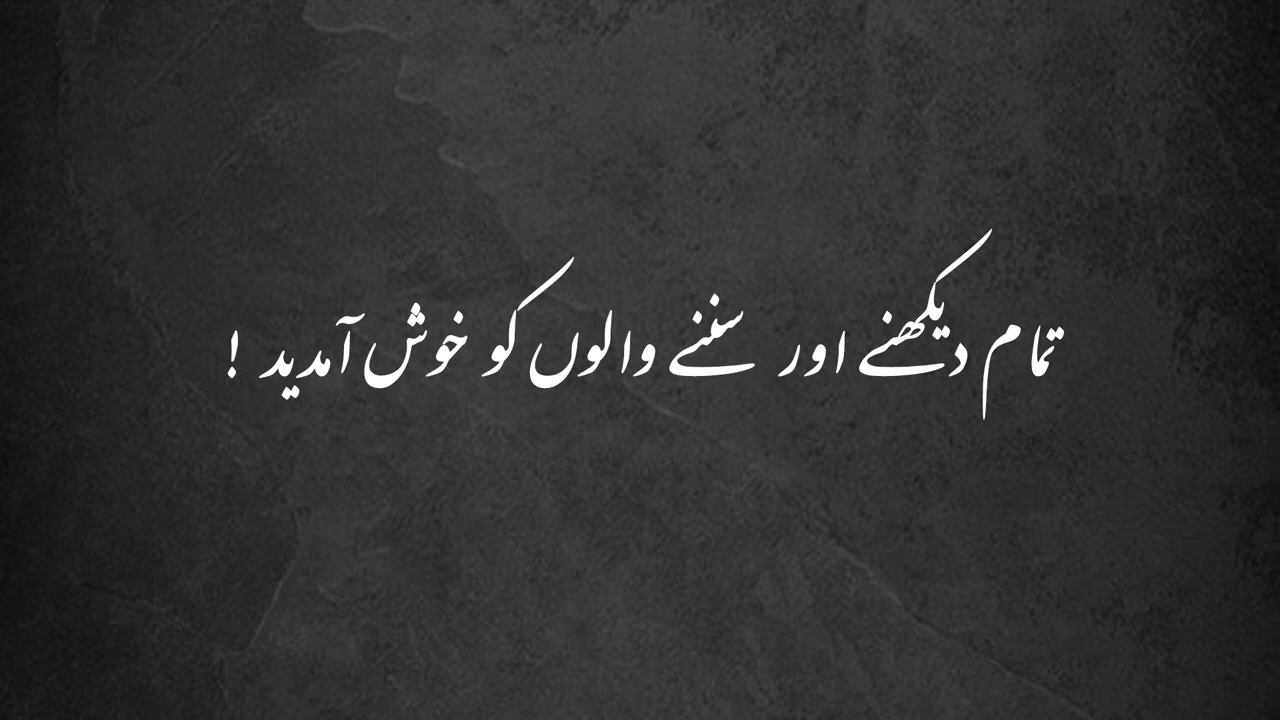 تمام دیکھنے اور سننے والوں کو خوش آمدید !